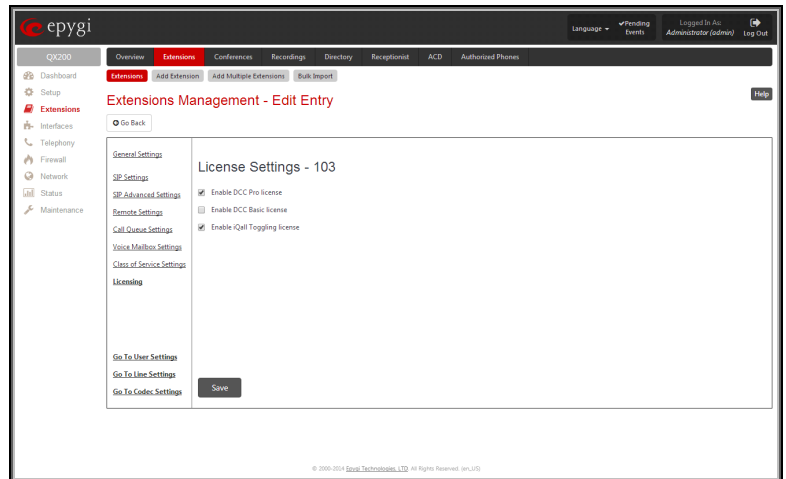 epygi
Language
Pending Events
Logged In As:
Administrator (admin)
Log Out
QX200
Overview Extensions Conferences Recordings Directory Receptionist ACD Authorized Phones
Dashboard
Setup
Extensions
Interfaces
Telephony
Firewall
Network
Status
Maintenance
Extensions Add Extension Add Multiple Extensions Bulk Import
Extensions Management - Edit Entry
Help
Go Back
General Settings
SIP Settings
SIP Advanced Settings
Remote Settings
Call Queue Settings
Voice Mailbox Settings
Class of Service Settings
Licensing
Go To User Settings
Go To Line Settings
Go To Codec Settings
License Settings - 103
Enable DCC Pro license
Enable DCC Basic license
Enable iQall Toggling license
Save
© 2005-2014 Epygi Technologies, LTD. All Rights Reserved. (en_US)